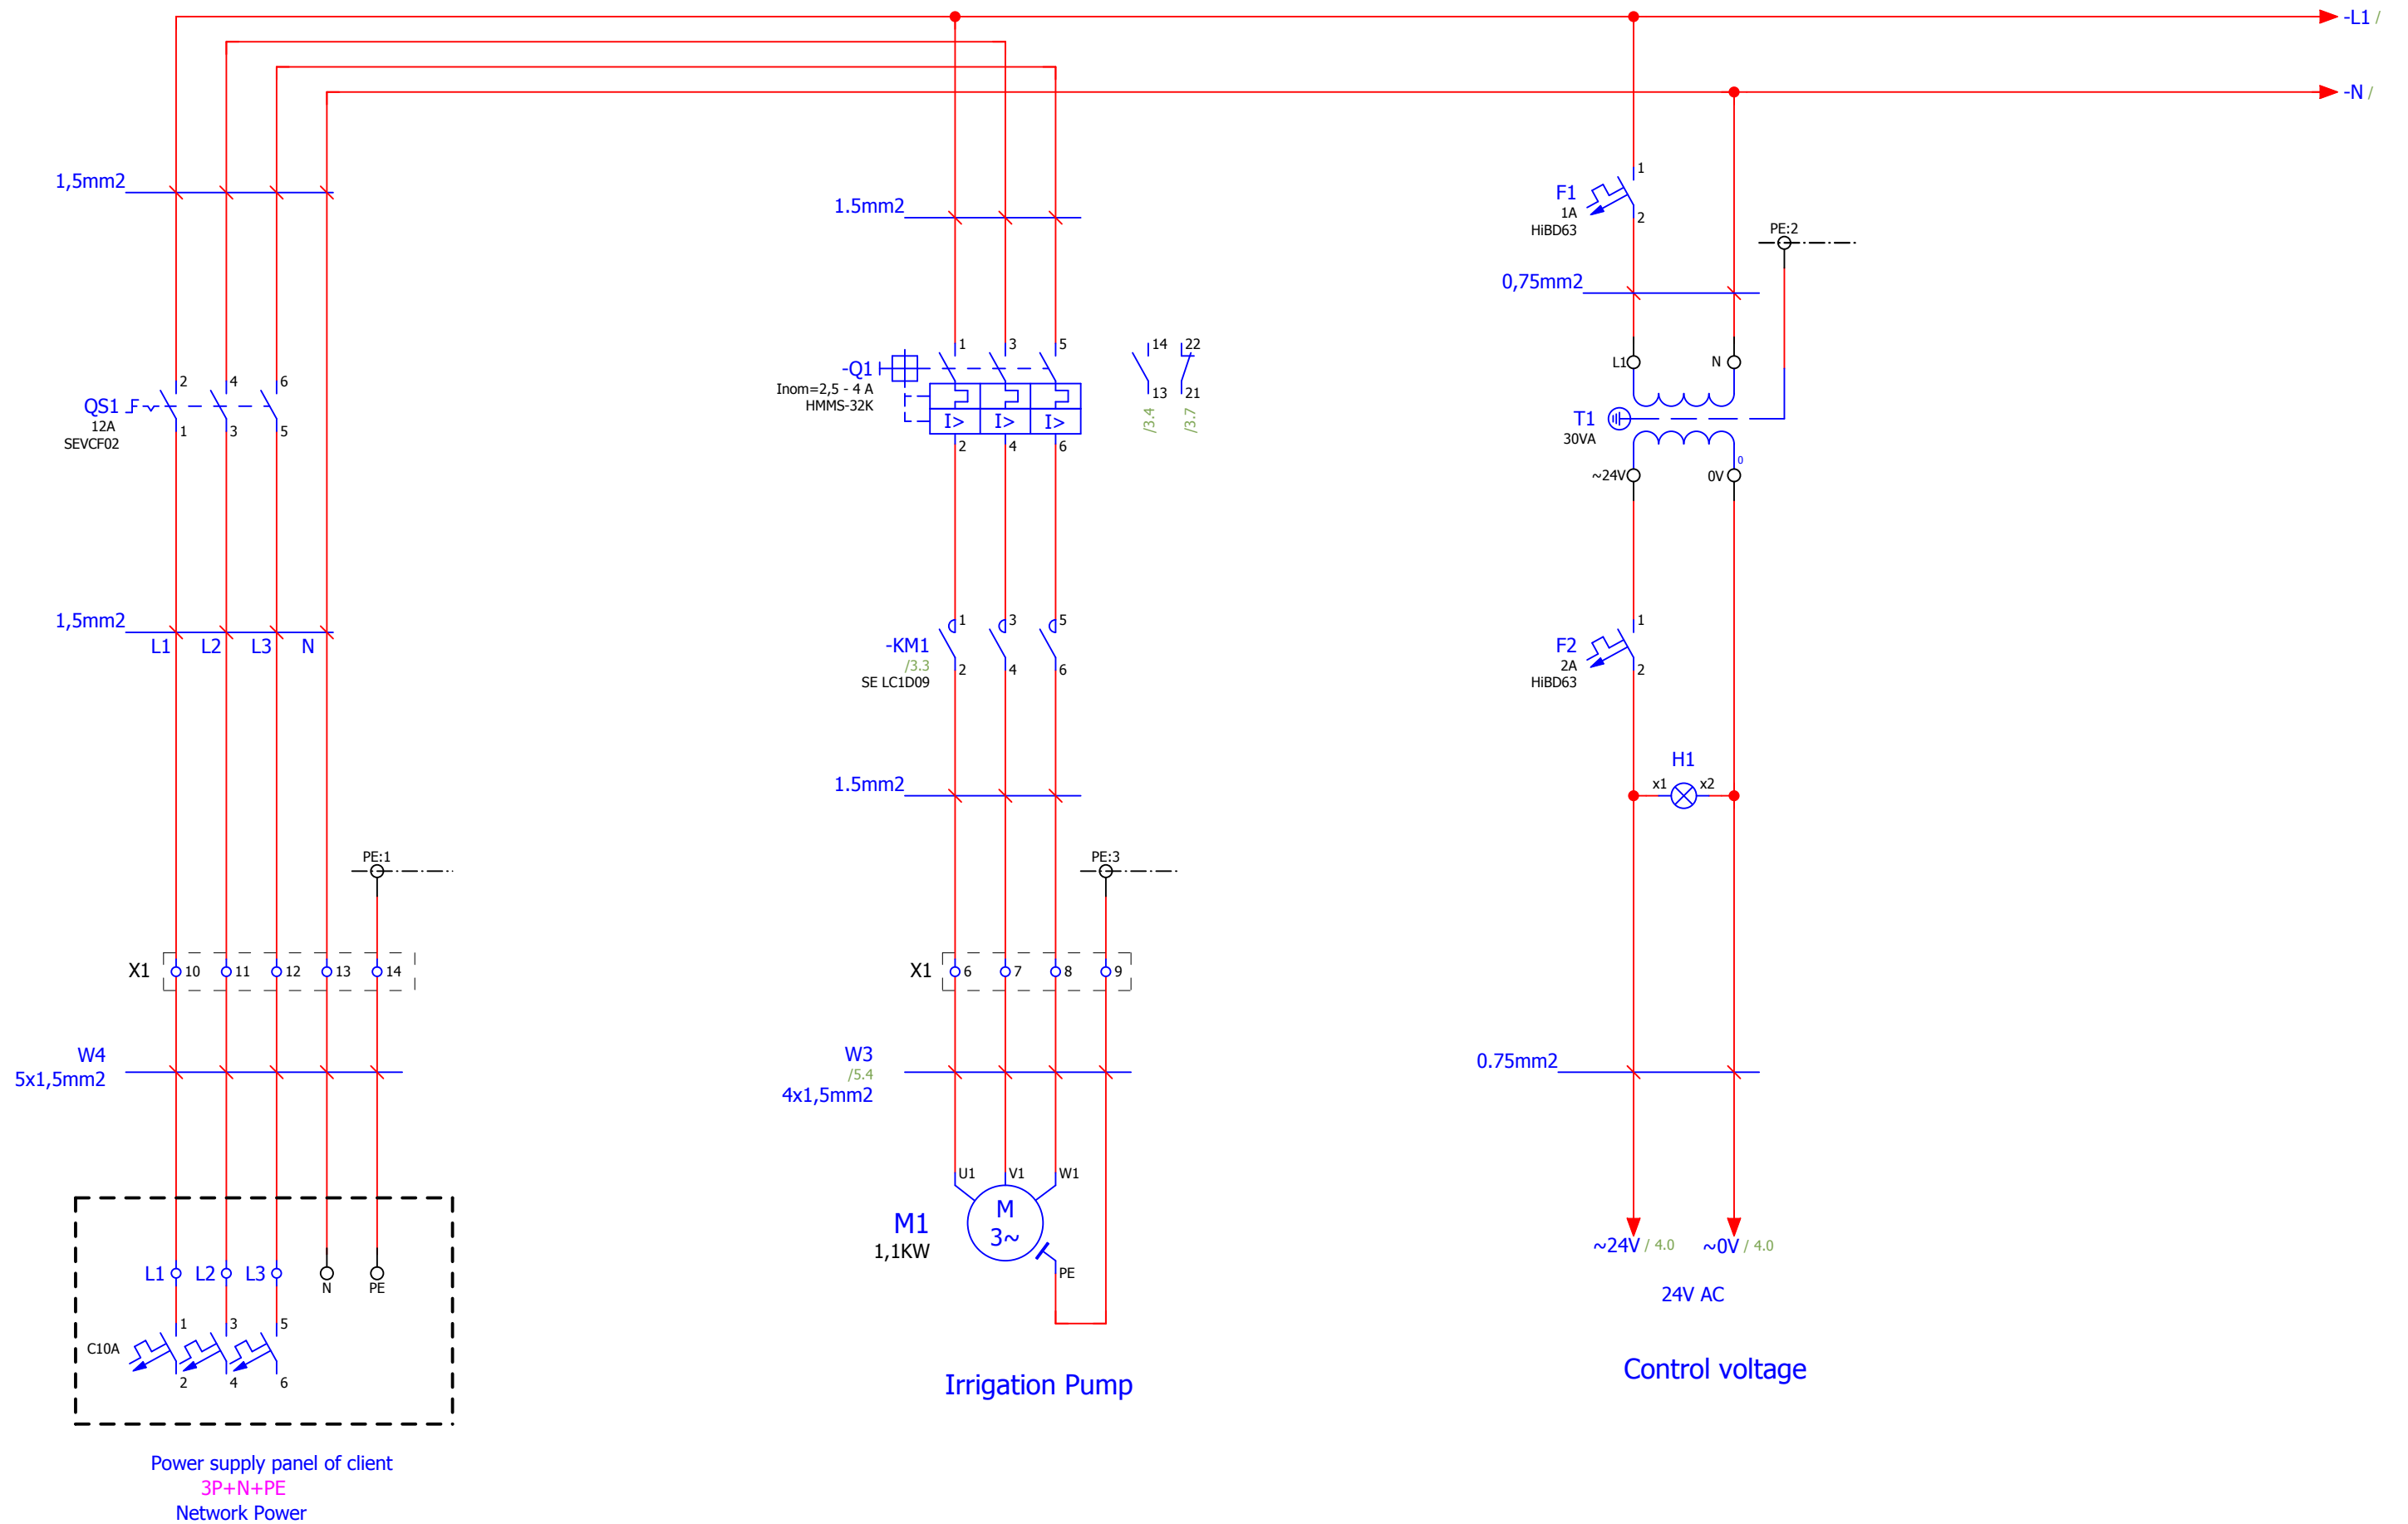 -L1 /
-N /
1,5mm2
1.5mm2
1
F1
1A
HiBD63
2
PE:2
0,75mm2
2 4 6
QS1
12A
SEVCF02
1 3 5
1 3 5
-Q1
Inom=2,5 - 4 A
HMMS-32K
I> I> I>
2 4 6
14 22
13 21
/3.4 /3.7
L1 N
T1
30VA
0
~24V 0V
1,5mm2
L1 L2 L3 N
1 3 5
-KM1
/3.3
SE LC1D09
2 4 6
1
F2
2A
HiBD63
2
1.5mm2
H1
x1 x2
PE:1
PE:3
X1 10 11 12 13 14
X1 6 7 8 9
W4
5x1,5mm2
W3
/5.4
4x1,5mm2
0.75mm2
U1 V1 W1
M
3~
M1
1,1KW
PE
L1 L2 L3 N PE
1 3 5
C10A
2 4 6
~24V / 4.0 ~0V / 4.0
24V AC
Irrigation Pump
Control voltage
Power supply panel of client
3P+N+PE
Network Power